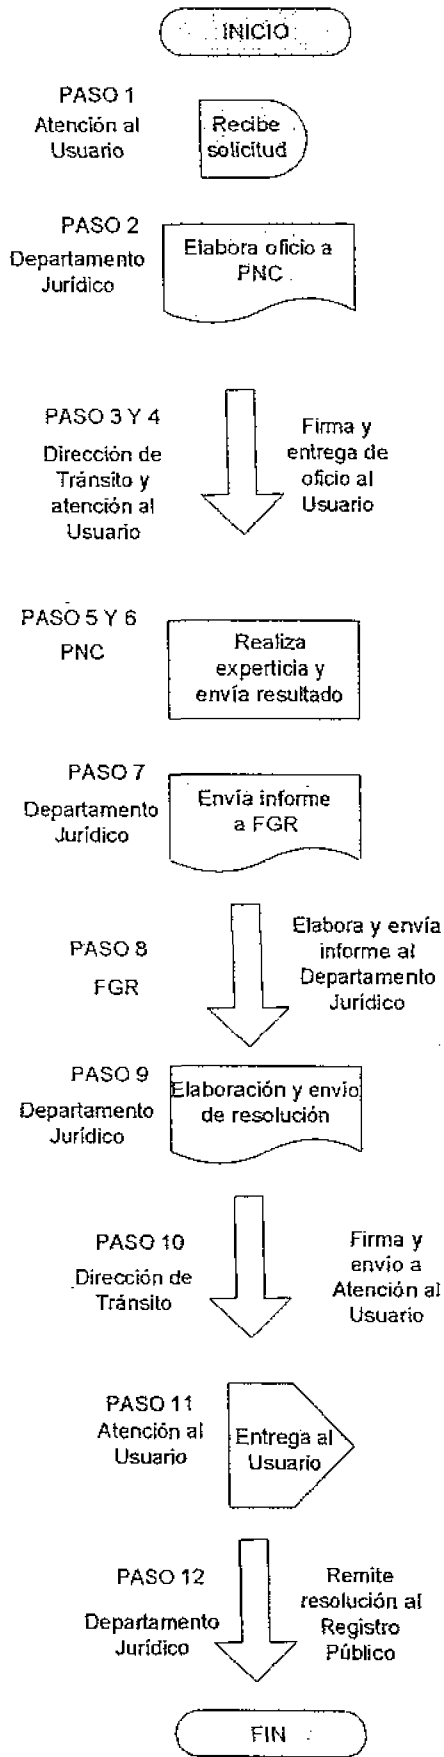 INICIO
PASO 1
Atención al
Usuario
Recibe
solicitud
PASO 2
Departamento
Jurídico
Elabora oficio a
PNC
PASO 3 Y 4
Dirección de
Tránsito y
atención al
Usuario
Firma y
entrega de
oficio al
Usuario
PASO 5 Y 6
PNC
Realiza
experticia y
envía resultado
PASO 7
Departamento
Jurídico
Envía informe
a FGR
PASO 8
FGR
Elabora y envía
informe al
Departamento
Jurídico
PASO 9
Departamento
Jurídico
Elaboración y envío
de resolución
PASO 10
Dirección de
Tránsito
Firma y
envío a
Atención al
Usuario
PASO 11
Atención al
Usuario
Entrega al
Usuario
PASO 12
Departamento
Jurídico
Remite
resolución al
Registro
Público
FIN